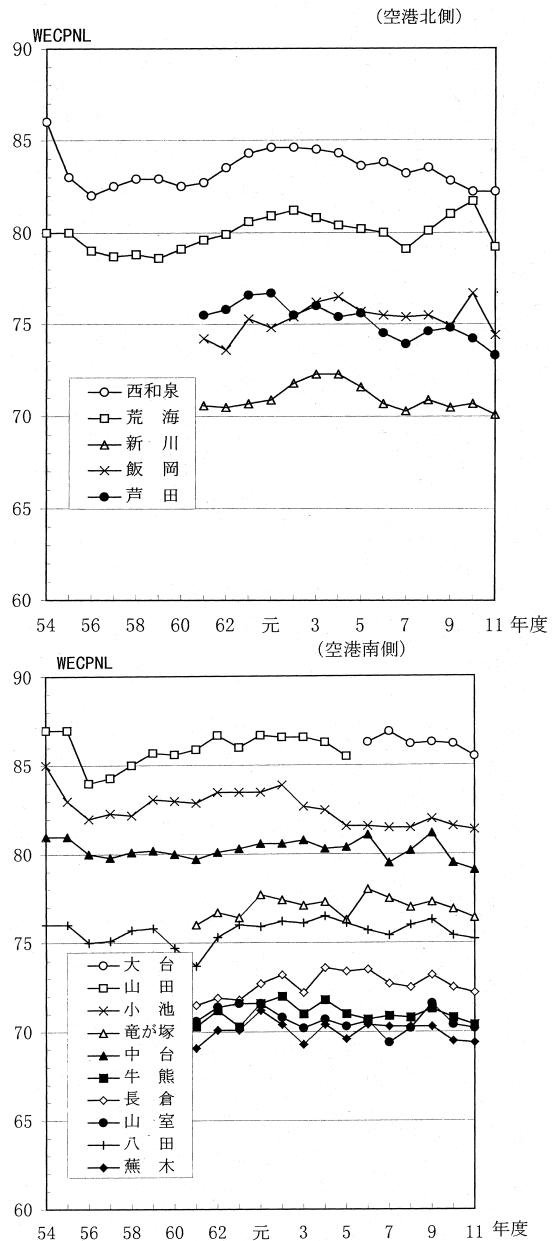 （空港北側）
WECPNL
90
85
80
75
70
65
60
西和泉
荒　海
新　川
飯　岡
芦　田
54 56 58 60 62 元 3 5 7 9 11 年度
（空港南側）
WECPNL
90
85
80
75
70
65
60
大　台
山　田
小　池
竜が塚
中　台
牛　熊
長　倉
山　室
八　田
蕪　木
54 56 58 60 62 元 3 5 7 9 11 年度